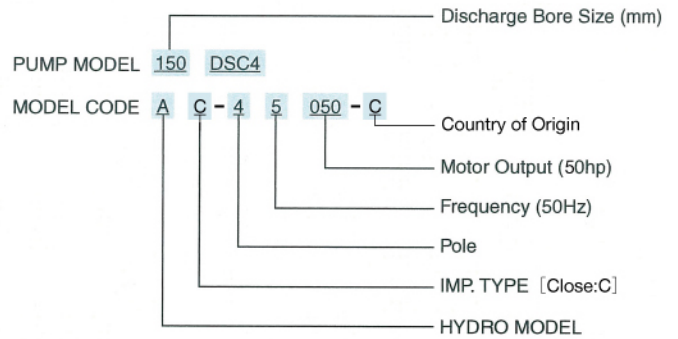 Discharge Bore Size (mm)
PUMP MODEL 150 DSC4
MODEL CODE A C - 4 5 050 - C
Country of Origin
Motor Output (50hp)
Frequency (50Hz)
Pole
IMP. TYPE [Close:C]
HYDRO MODEL